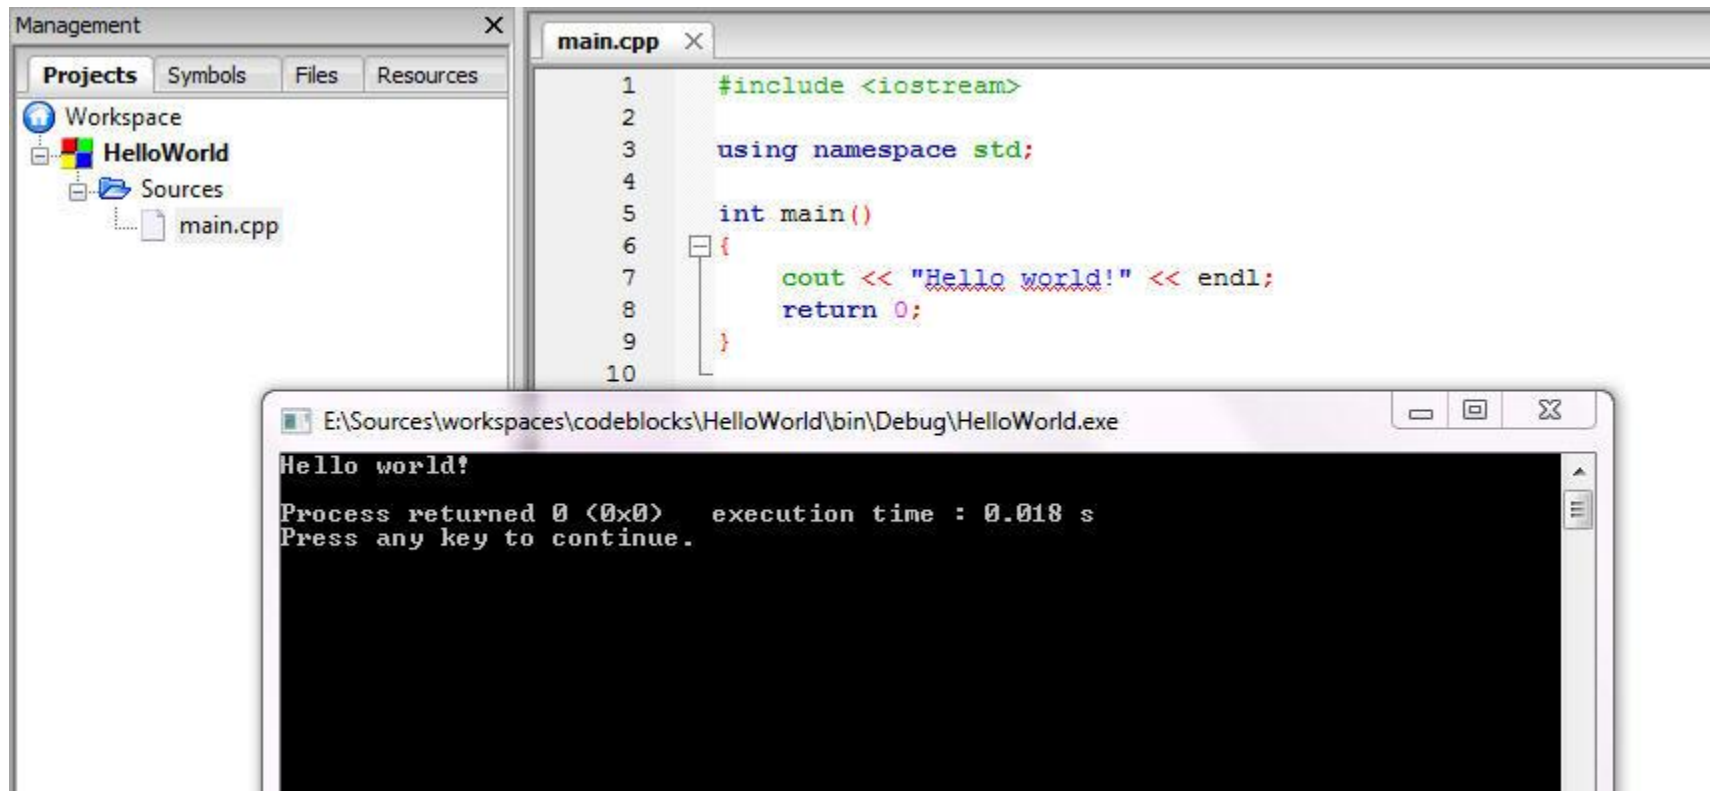 Management
Projects Symbols Files Resources
Workspace
HelloWorld
Sources
main.cpp
main.cpp
1 #include <iostream>
2
3 using namespace std;
4
5 int main()
6 {
7 cout << "Hello world!" << endl;
8 return 0;
9 }
10
E:\Sources\workspaces\codeblocks\HelloWorld\bin\Debug\HelloWorld.exe
Hello world!
Process returned 0 (0x0)   execution time : 0.018 s
Press any key to continue.